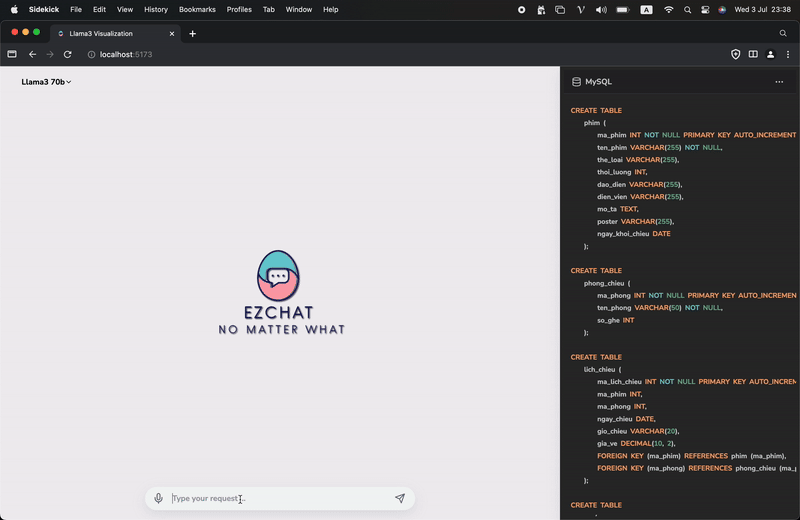 Sidekick File Edit View History Bookmarks Profiles Tab Window Help A Wed 3 Jul 23:38
Llama3 Visualization
localhost:5173
Llama3 70b
MySQL
CREATE TABLE
phim (
ma_phim INT NOT NULL PRIMARY KEY AUTO_INCREMENT
ten_phim VARCHAR(255) NOT NULL,
the_loai VARCHAR(255),
thoi_luong INT,
dao_dien VARCHAR(255),
dien_vien VARCHAR(255),
mo_ta TEXT,
poster VARCHAR(255),
ngay_khoi_chieu DATE
);
CREATE TABLE
phong_chieu (
ma_phong INT NOT NULL PRIMARY KEY AUTO_INCREMEN
ten_phong VARCHAR(50) NOT NULL,
so_ghe INT
);
CREATE TABLE
lich_chieu (
ma_lich_chieu INT NOT NULL PRIMARY KEY AUTO_INCREM
ma_phim INT,
ma_phong INT,
ngay_chieu DATE,
gio_chieu VARCHAR(20),
gia_ve DECIMAL(10, 2),
FOREIGN KEY (ma_phim) REFERENCES phim (ma_phim),
FOREIGN KEY (ma_phong) REFERENCES phong_chieu (ma_p
);
CREATE TABLE
EZCHAT
NO MATTER WHAT
Type your request...